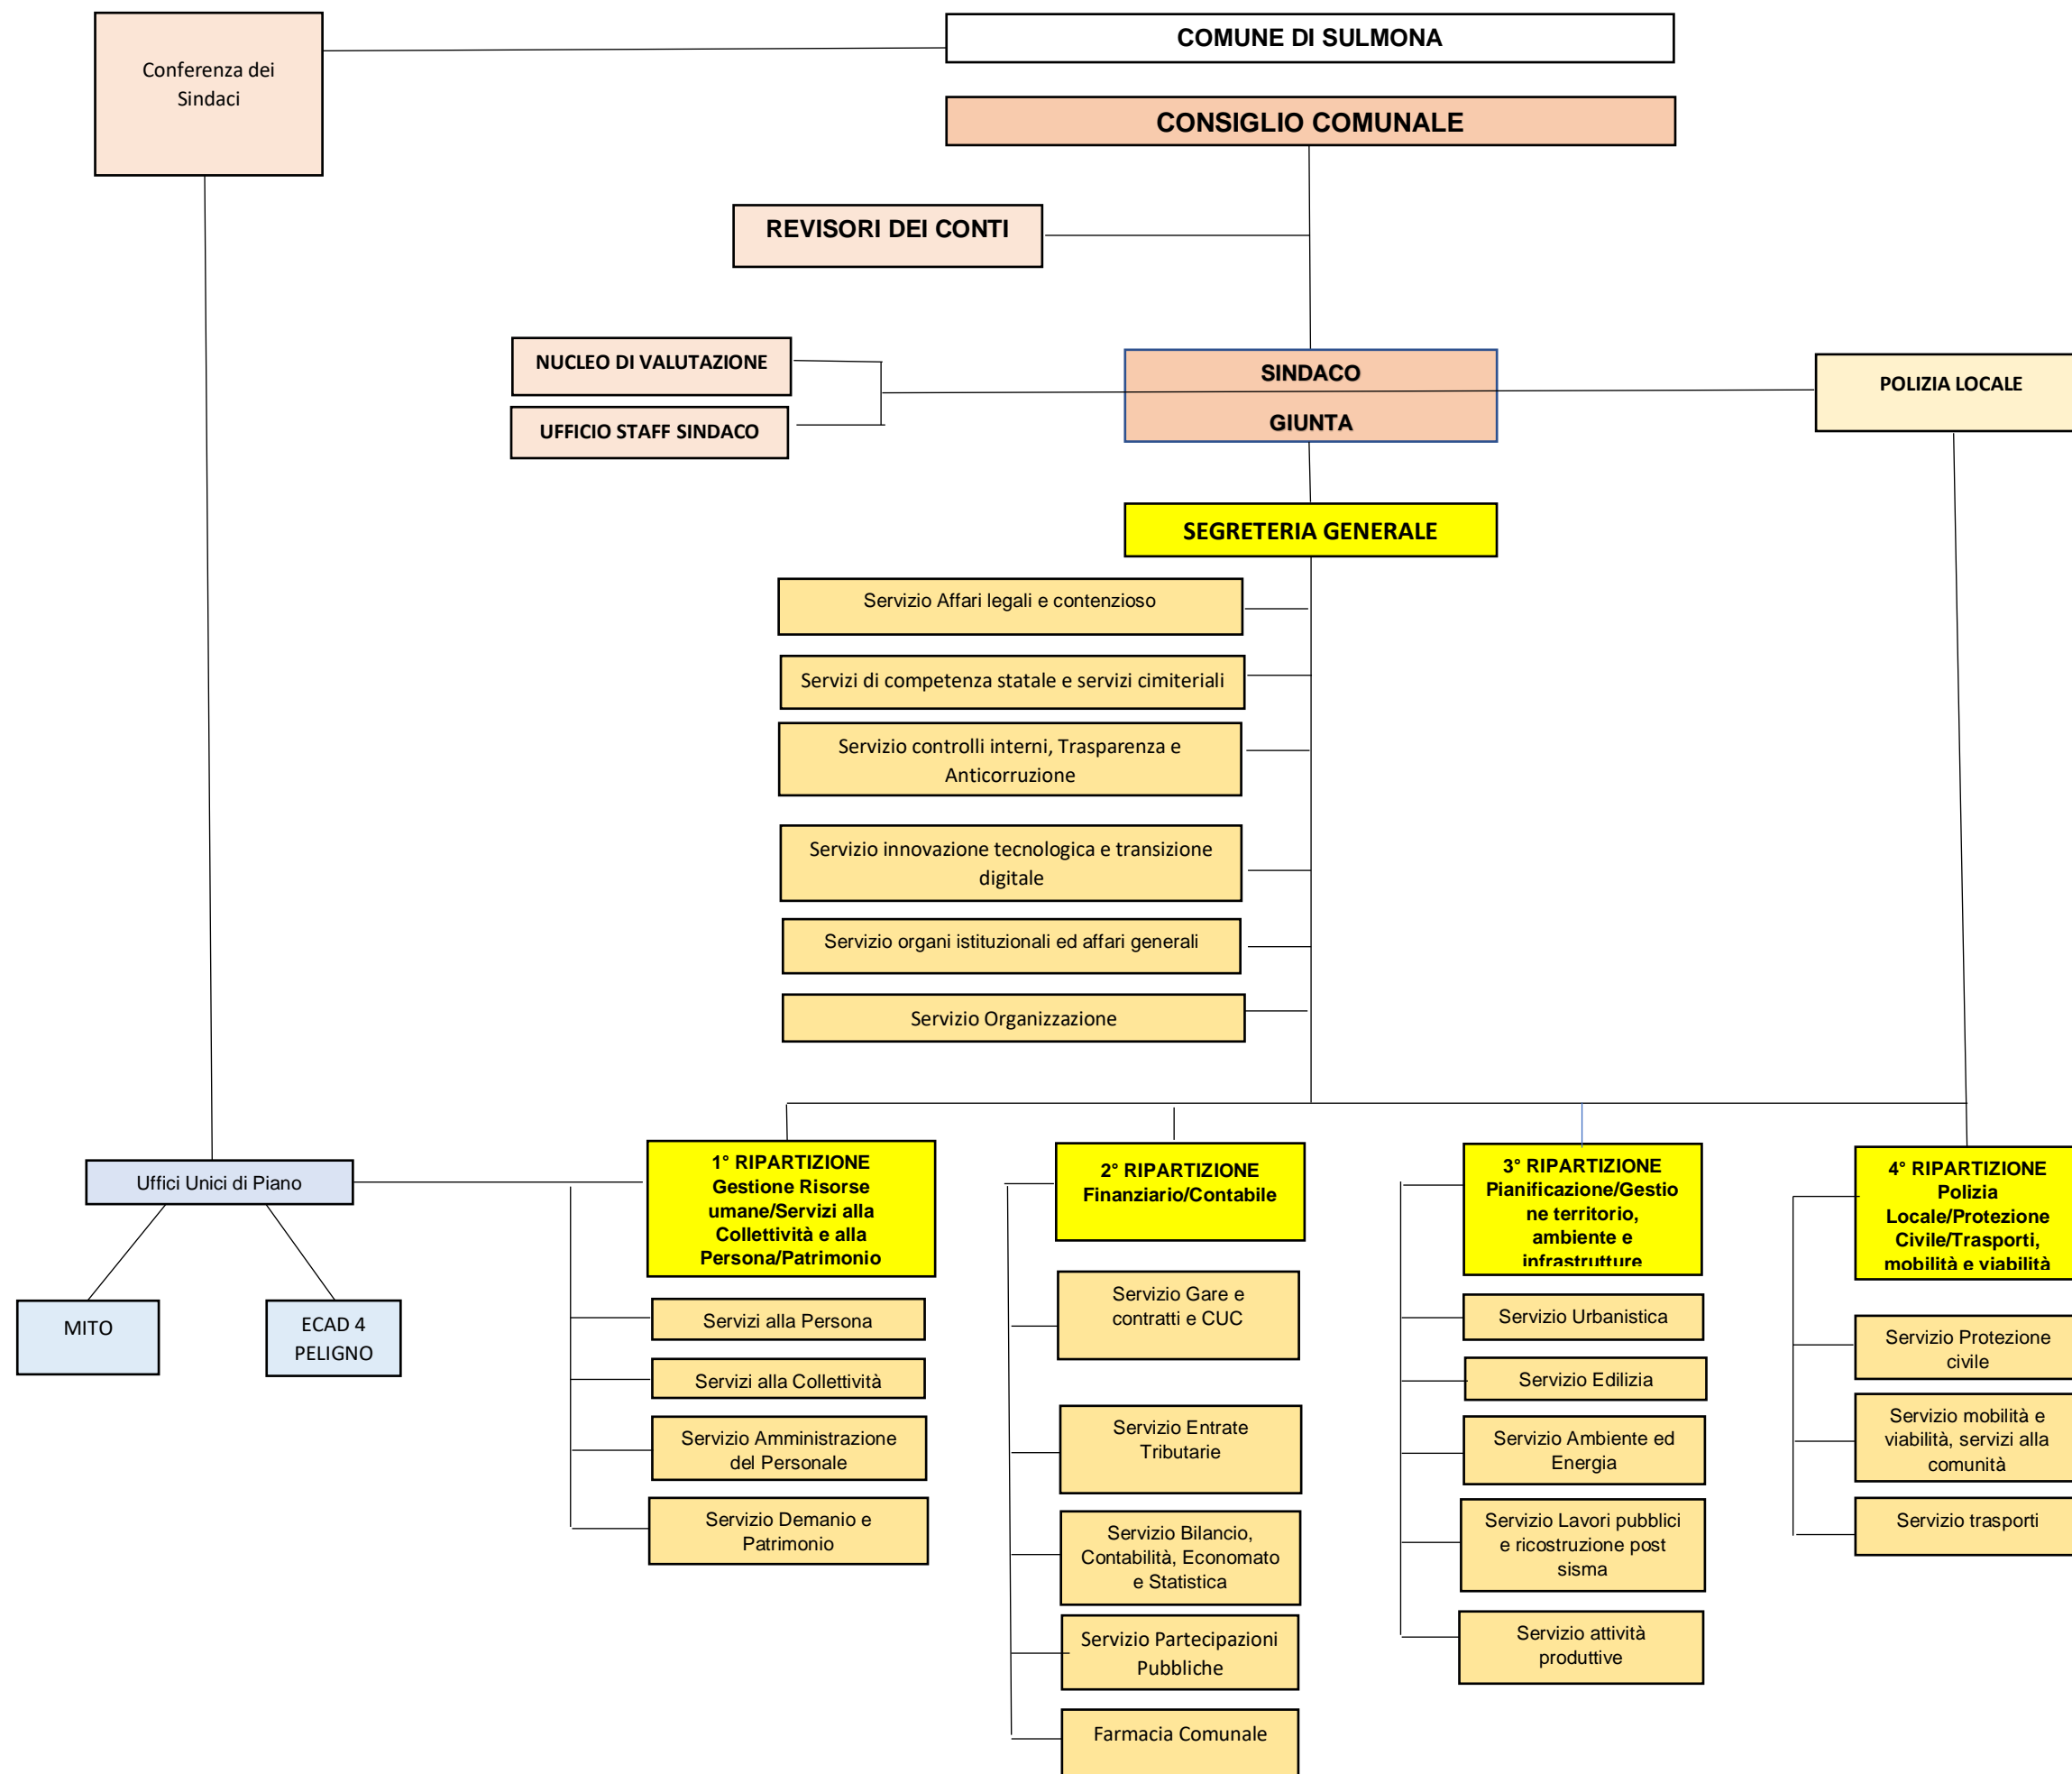 Conferenza dei
Sindaci
COMUNE DI SULMONA
CONSIGLIO COMUNALE
REVISORI DEI CONTI
NUCLEO DI VALUTAZIONE
UFFICIO STAFF SINDACO
SINDACO
GIUNTA
POLIZIA LOCALE
SEGRETERIA GENERALE
Servizio Affari legali e contenzioso
Servizi di competenza statale e servizi cimiteriali
Servizio controlli interni, Trasparenza e
Anticorruzione
Servizio innovazione tecnologica e transizione
digitale
Servizio organi istituzionali ed affari generali
Servizio Organizzazione
Uffici Unici di Piano
MITO
ECAD 4
PELIGNO
1° RIPARTIZIONE
Gestione Risorse
umane/Servizi alla
Collettività e alla
Persona/Patrimonio
Servizi alla Persona
Servizi alla Collettività
Servizio Amministrazione
del Personale
Servizio Demanio e
Patrimonio
2° RIPARTIZIONE
Finanziario/Contabile
Servizio Gare e
contratti e CUC
Servizio Entrate
Tributarie
Servizio Bilancio,
Contabilità, Economato
e Statistica
Servizio Partecipazioni
Pubbliche
Farmacia Comunale
3° RIPARTIZIONE
Pianificazione/Gestio
ne territorio,
ambiente e
infrastrutture
Servizio Urbanistica
Servizio Edilizia
Servizio Ambiente ed
Energia
Servizio Lavori pubblici
e ricostruzione post
sisma
Servizio attività
produttive
4° RIPARTIZIONE
Polizia
Locale/Protezione
Civile/Trasporti,
mobilità e viabilità
Servizio Protezione
civile
Servizio mobilità e
viabilità, servizi alla
comunità
Servizio trasporti